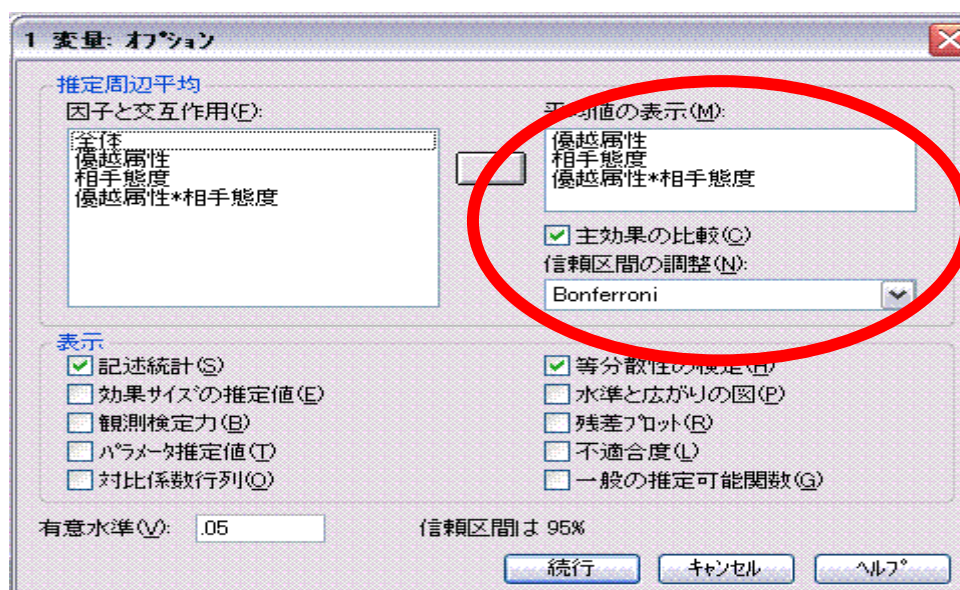 1 変量: オプション
推定周辺平均
因子と交互作用(F):
全体
優越属性
相手態度
優越属性*相手態度
平均値の表示(M):
優越属性
相手態度
優越属性*相手態度
主効果の比較(C)
信頼区間の調整(N):
Bonferroni
表示
記述統計(S)
効果サイズの推定値(E)
観測検定力(B)
パラメータ推定値(T)
対比係数行列(O)
等分散性の検定(H)
水準と広がりの図(P)
残差プロット(R)
不適合度(L)
一般の推定可能関数(G)
有意水準(V): .05 信頼区間は 95%
続行 キャンセル ヘルプ